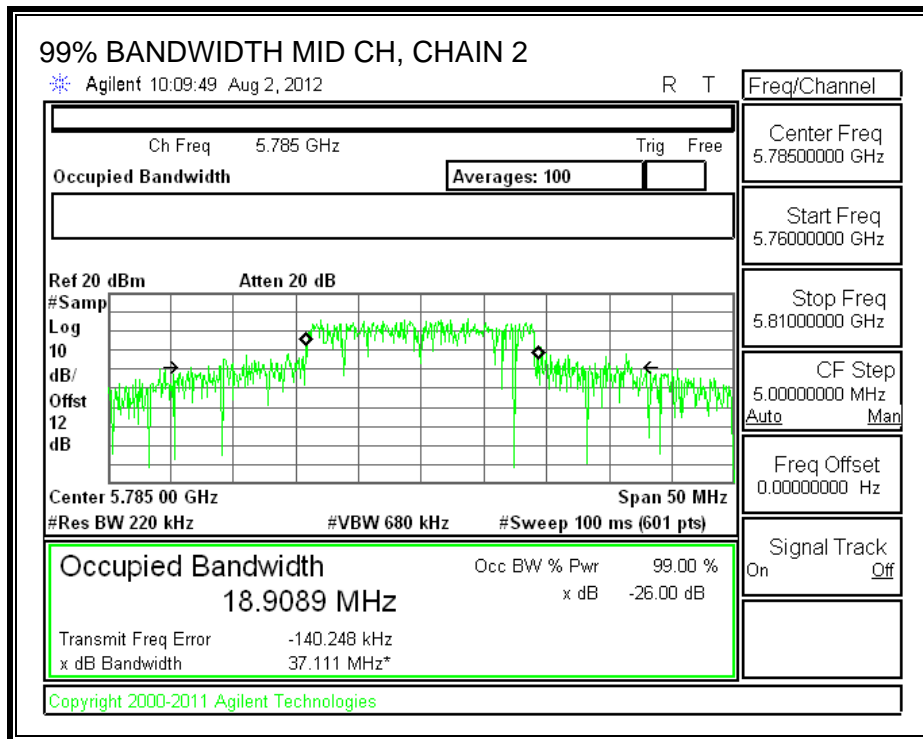 99% BANDWIDTH MID CH, CHAIN 2
Agilent 10:09:49 Aug 2, 2012 R T
Freq/Channel
Ch Freq 5.785 GHz Trig Free
Occupied Bandwidth Averages: 100
Center Freq
5.78500000 GHz
Start Freq
5.76000000 GHz
Ref 20 dBm Atten 20 dB
#Samp
Log
10
dB/
Offst
12
dB
Stop Freq
5.81000000 GHz
CF Step
5.00000000 MHz
Auto Man
Freq Offset
0.00000000 Hz
Center 5.785 00 GHz Span 50 MHz
#Res BW 220 kHz #VBW 680 kHz #Sweep 100 ms (601 pts)
Signal Track
On Off
Occupied Bandwidth Occ BW % Pwr 99.00 %
18.9089 MHz x dB -26.00 dB
Transmit Freq Error -140.248 kHz
x dB Bandwidth 37.111 MHz*
Copyright 2000-2011 Agilent Technologies